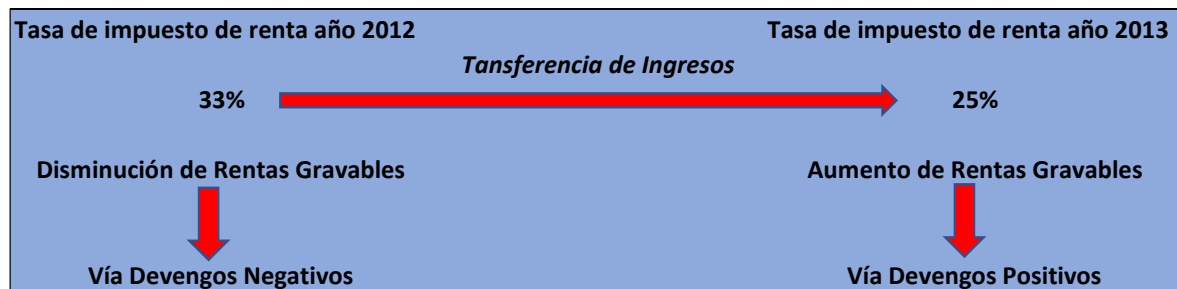 Tasa de impuesto de renta año 2012
Tasa de impuesto de renta año 2013
Tansferencia de Ingresos
33%
25%
Disminución de Rentas Gravables
Aumento de Rentas Gravables
Vía Devengos Negativos
Vía Devengos Positivos